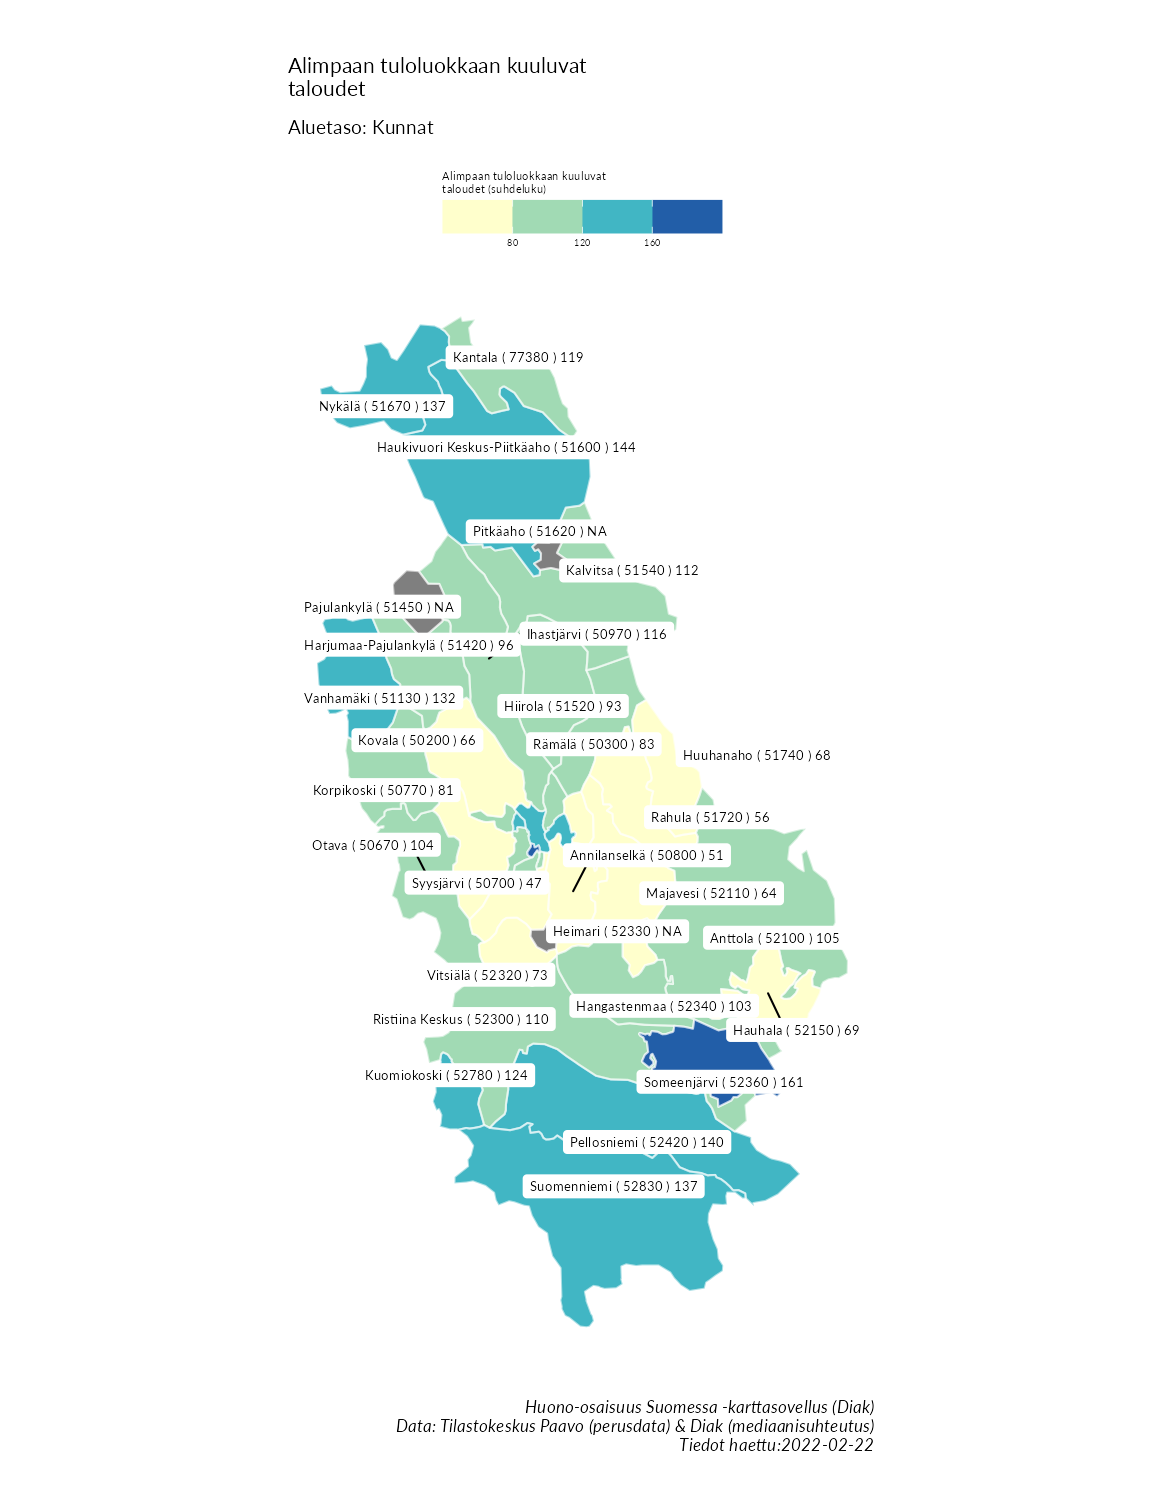 Alimpaan tuloluokkaan kuuluvat
taloudet
Aluetaso: Kunnat
Alimpaan tuloluokkaan kuuluvat
taloudet (suhdeluku)
80 120 160
Kantala ( 77380 ) 119
Nykälä ( 51670 ) 137
Haukivuori Keskus-Piitkäaho ( 51600 ) 144
Pitkäaho ( 51620 ) NA
Kalvitsa ( 51540 ) 112
Pajulankylä ( 51450 ) NA
Ihastjärvi ( 50970 ) 116
Harjumaa-Pajulankylä ( 51420 ) 96
Vanhamäki ( 51130 ) 132
Hiirola ( 51520 ) 93
Kovala ( 50200 ) 66
Rämälä ( 50300 ) 83
Huuhanaho ( 51740 ) 68
Korpikoski ( 50770 ) 81
Rahula ( 51720 ) 56
Otava ( 50670 ) 104
Annilanselkä ( 50800 ) 51
Syysjärvi ( 50700 ) 47
Majavesi ( 52110 ) 64
Heimari ( 52330 ) NA
Anttola ( 52100 ) 105
Vitsiälä ( 52320 ) 73
Hangastenmaa ( 52340 ) 103
Ristiina Keskus ( 52300 ) 110
Hauhala ( 52150 ) 69
Kuomiokoski ( 52780 ) 124
Someenjärvi ( 52360 ) 161
Pellosniemi ( 52420 ) 140
Suomenniemi ( 52830 ) 137
Huono-osaisuus Suomessa -karttasovellus (Diak)
Data: Tilastokeskus Paavo (perusdata) & Diak (mediaanisuhteutus)
Tiedot haettu:2022-02-22